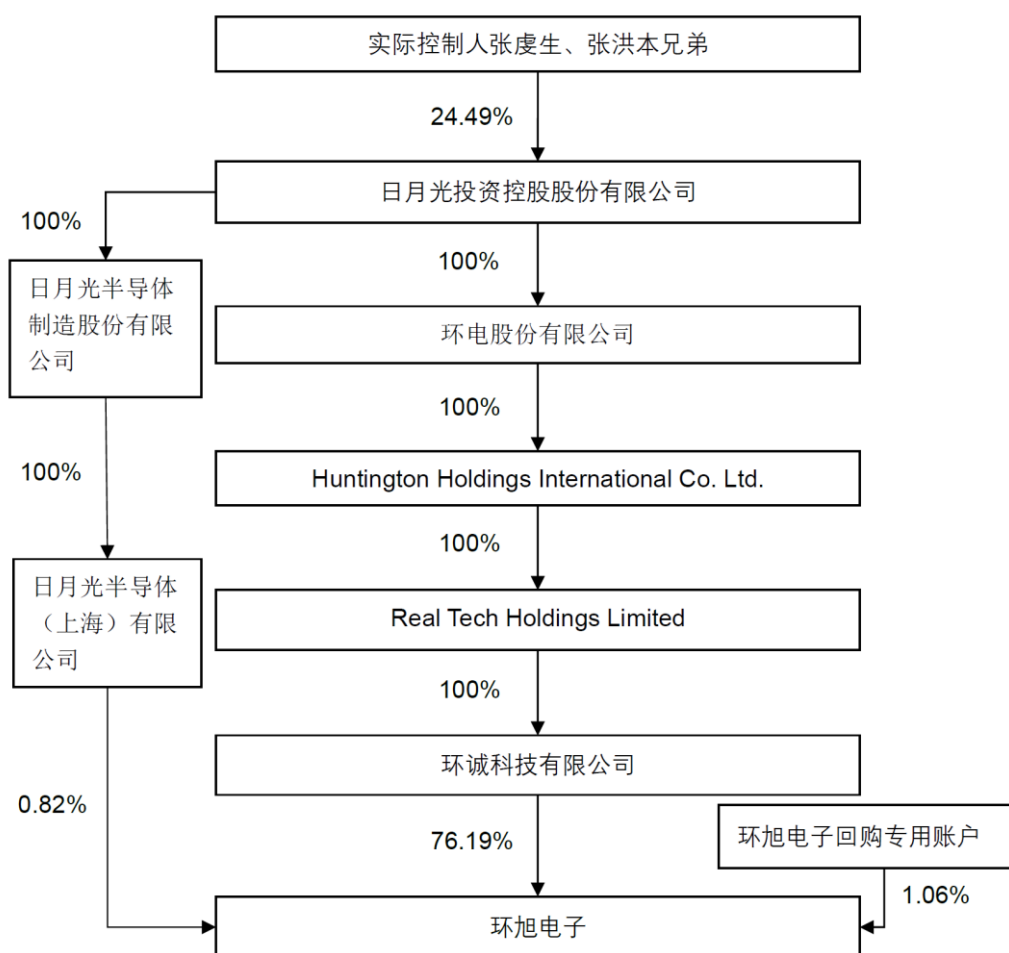 实际控制人张虔生、张洪本兄弟
24.49%
日月光投资控股股份有限公司
100%
100%
日月光半导体
制造股份有限
公司
环电股份有限公司
100%
100%
Huntington Holdings International Co. Ltd.
100%
日月光半导体
（上海）有限
公司
Real Tech Holdings Limited
100%
环诚科技有限公司
0.82%
76.19%
环旭电子回购专用账户
1.06%
环旭电子